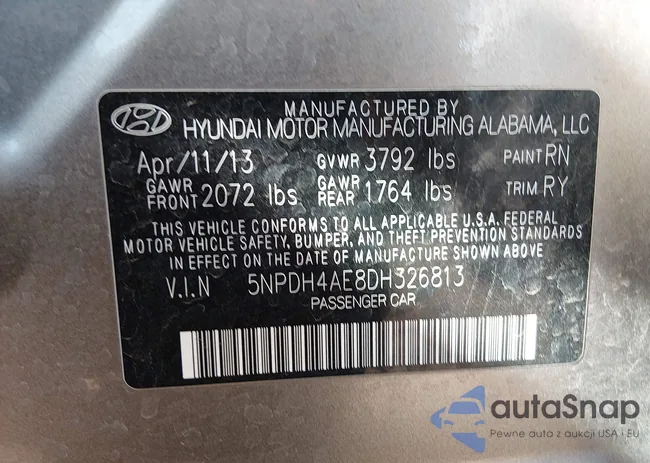 MANUFACTURED BY
HYUNDAI MOTOR MANUFACTURING ALABAMA, LLC
Apr/11/13 GVWR 3792 lbs PAINT RN
GAWR FRONT 2072 lbs GAWR REAR 1764 lbs TRIM RY
THIS VEHICLE CONFORMS TO ALL APPLICABLE U.S.A. FEDERAL
MOTOR VEHICLE SAFETY, BUMPER, AND THEFT PREVENTION STANDARDS
IN EFFECT ON THE DATE OF MANUFACTURE SHOWN ABOVE.
V.I.N 5NPDH4AE8DH326813
PASSENGER CAR
autaSnap
Pewne auto z aukcji USA i EU